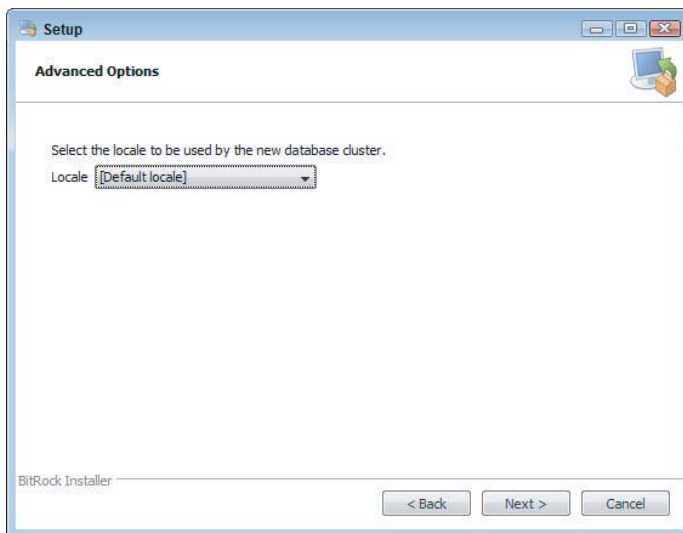 Setup
Advanced Options
Select the locale to be used by the new database cluster.
Locale [Default locale]
BitRock Installer
< Back Next > Cancel